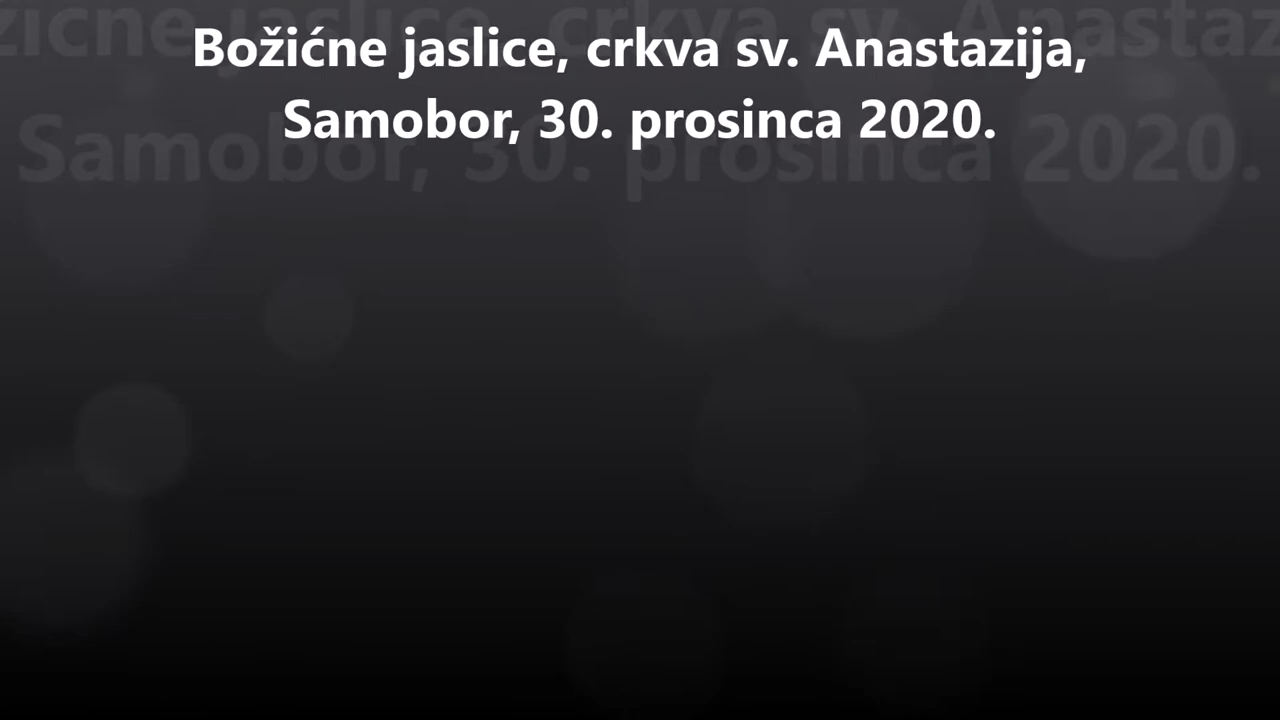 Božićne jaslice, crkva sv. Anastazija,
Samobor, 30. prosinca 2020.